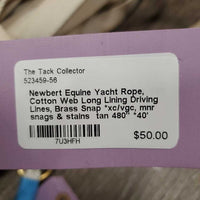 The Tack Collector
523459-56
Newbert Equine Yacht Rope,
Cotton Web Long Lining Driving
Lines, Brass Snap *xc/vgc, mnr
snags & stains tan 480" *40'
7U3HFH
$50.00